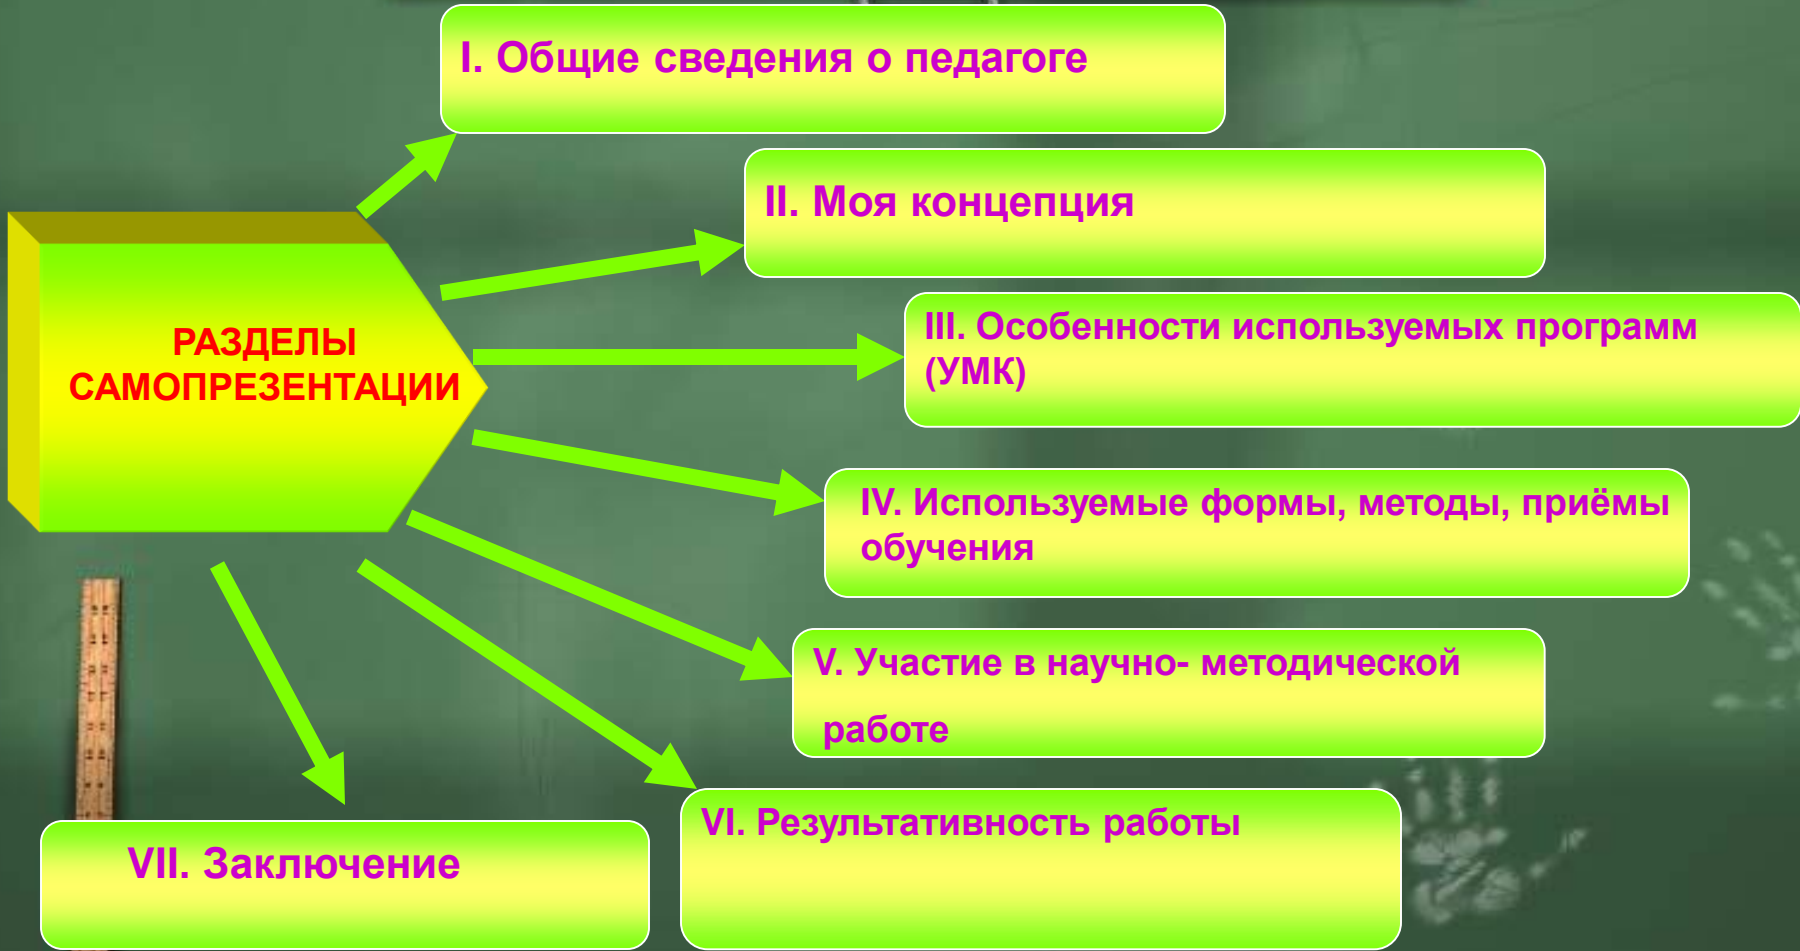 I. Общие сведения о педагоге
II. Моя концепция
РАЗДЕЛЫ
САМОПРЕЗЕНТАЦИИ
III. Особенности используемых программ
(УМК)
IV. Используемые формы, методы, приёмы
обучения
V. Участие в научно- методической
работе
VI. Результативность работы
VII. Заключение